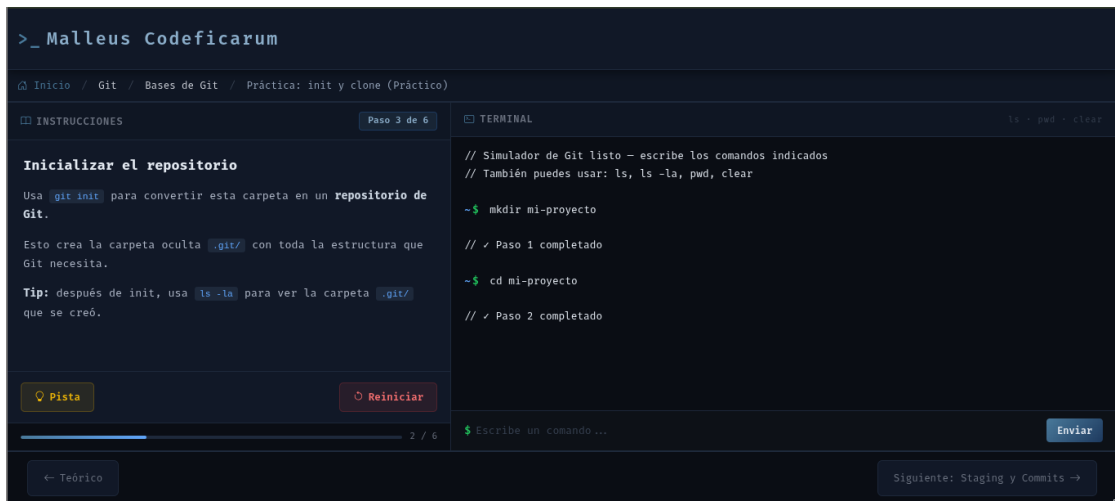 >_ Malleus Codeficarum
Inicio / Git / Bases de Git / Práctica: init y clone (Práctico)
INSTRUCCIONES
Paso 3 de 6
Inicializar el repositorio
Usa git init para convertir esta carpeta en un repositorio de
Git.
Esto crea la carpeta oculta .git/ con toda la estructura que
Git necesita.
Tip: después de init, usa ls -la para ver la carpeta .git/
que se creó.
Pista
Reiniciar
2 / 6
TERMINAL
ls · pwd · clear
// Simulador de Git listo — escribe los comandos indicados
// También puedes usar: ls, ls -la, pwd, clear
~$ mkdir mi-proyecto
// ✓ Paso 1 completado
~$ cd mi-proyecto
// ✓ Paso 2 completado
$ Escribe un comando...
Enviar
← Teórico
Siguiente: Staging y Commits →